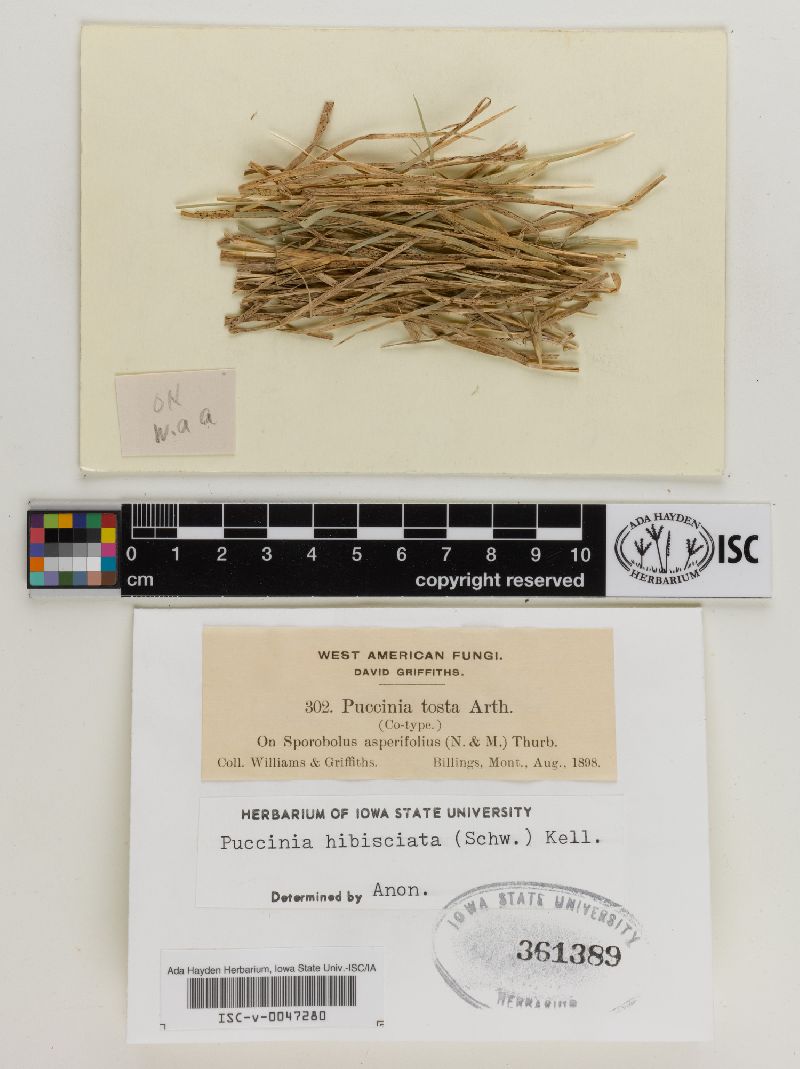 ON
w.a a
0 1 2 3 4 5 6 7 8 9 10
cm copyright reserved
ADA HAYDEN
HERBARIUM
ISC
WEST AMERICAN FUNGI.
DAVID GRIFFITHS.
302. Puccinia tosta Arth.
(Co-type.)
On Sporobolus asperifolius (N. & M.) Thurb.
Coll. Williams & Griffiths. Billings, Mont., Aug., 1898.
HERBARIUM OF IOWA STATE UNIVERSITY
Puccinia hibisciata (Schw.) Kell.
Determined by Anon.
IOWA STATE UNIVERSITY
361389
HERBARIUM
Ada Hayden Herbarium, Iowa State Univ.-ISC/IA
ISC-v-0047280